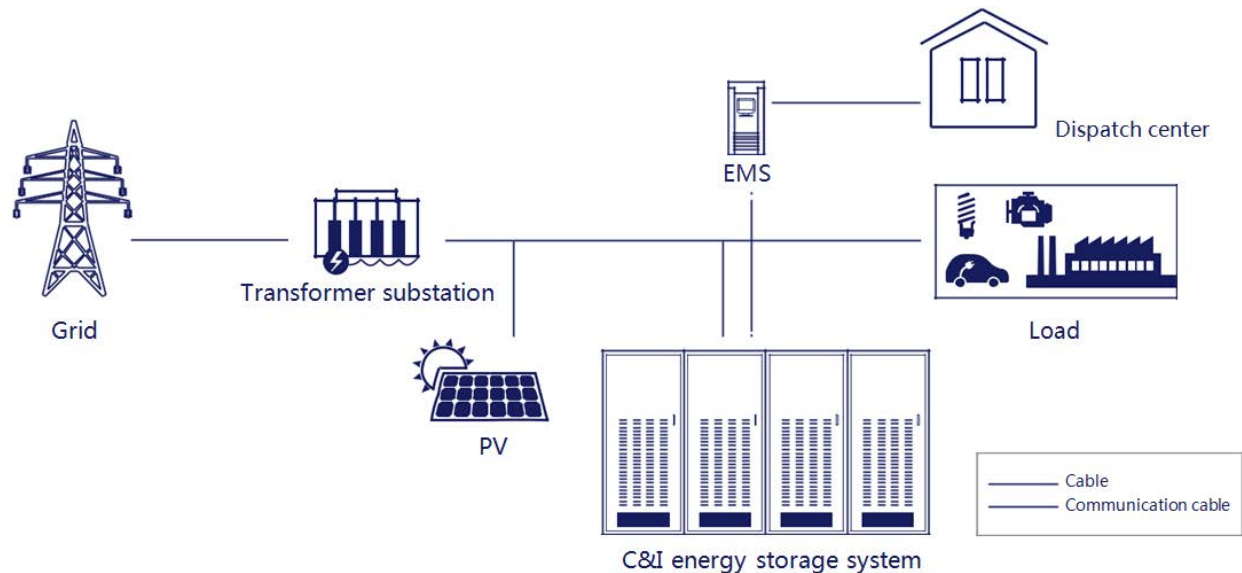 Dispatch center
EMS
Transformer substation
Grid
Load
PV
Cable
Communication cable
C&I energy storage system